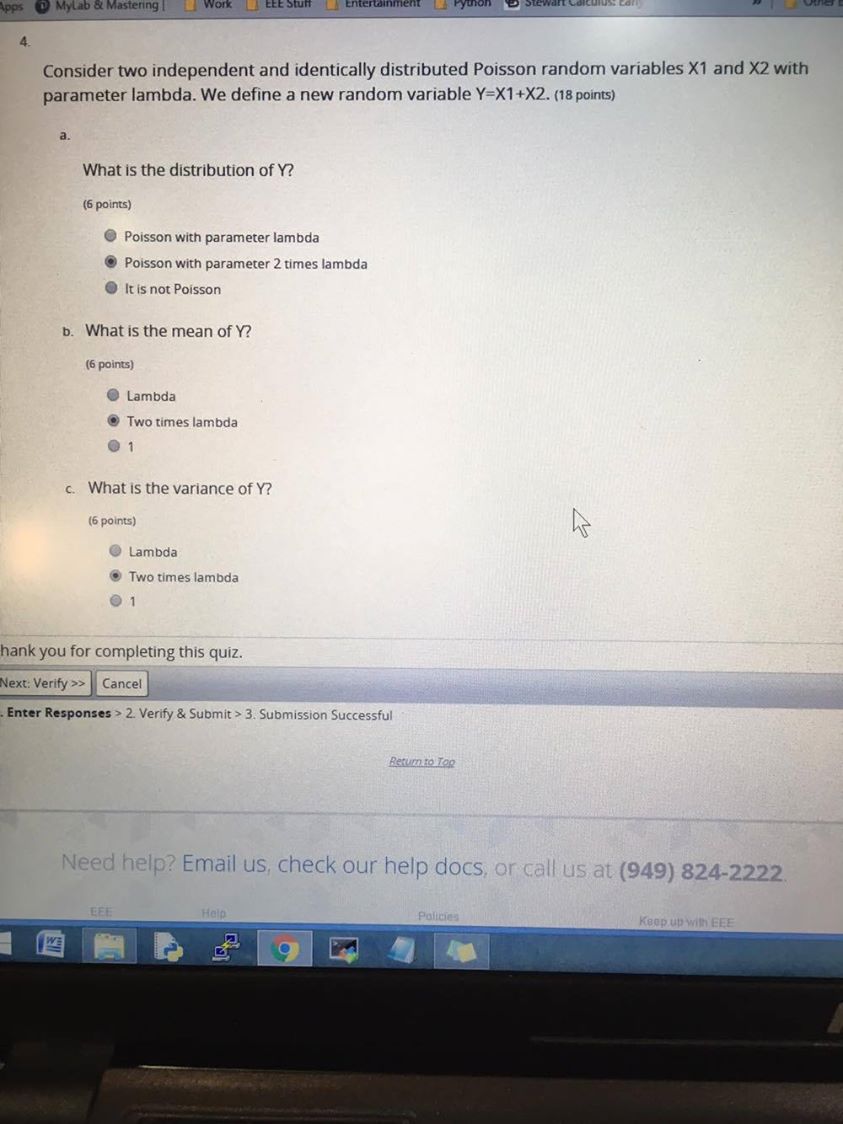 Apps MyLab & Mastering | Work EEE Stuff Entertainment Python Stewart Calculus: Earl » Other
4.
Consider two independent and identically distributed Poisson random variables X1 and X2 with
parameter lambda. We define a new random variable Y=X1+X2. (18 points)
a.
What is the distribution of Y?
(6 points)
Poisson with parameter lambda
Poisson with parameter 2 times lambda
It is not Poisson
b. What is the mean of Y?
(6 points)
Lambda
Two times lambda
1
c. What is the variance of Y?
(6 points)
Lambda
Two times lambda
1
hank you for completing this quiz.
Next: Verify >> Cancel
. Enter Responses > 2. Verify & Submit > 3. Submission Successful
Return to Top
Need help? Email us, check our help docs, or call us at (949) 824-2222.
EEE Help Policies Keep up with EEE